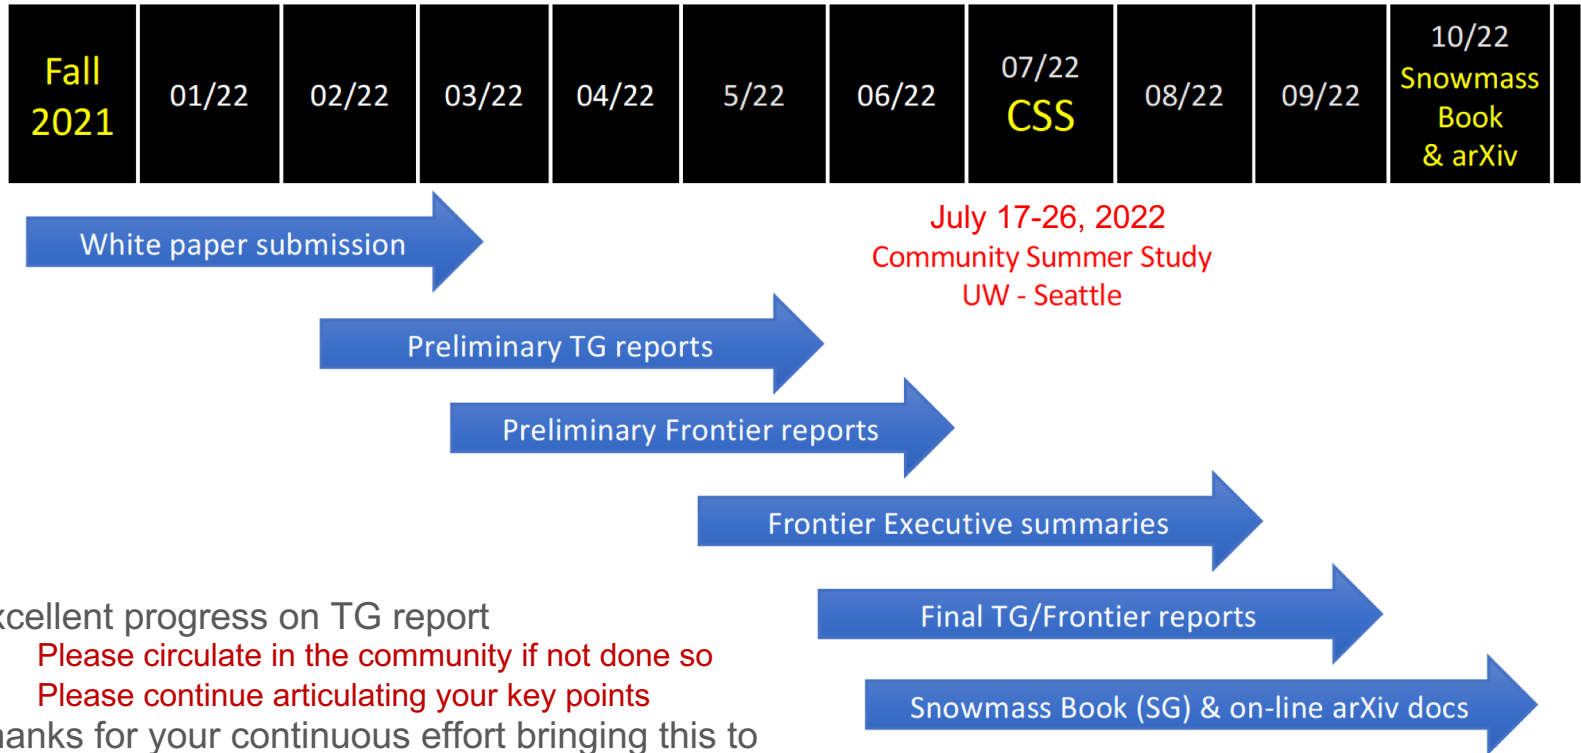 Fall
2021
01/22
02/22
03/22
04/22
5/22
06/22
07/22
CSS
08/22
09/22
10/22
Snowmass
Book
& arXiv
White paper submission
July 17-26, 2022
Community Summer Study
UW - Seattle
Preliminary TG reports
Preliminary Frontier reports
Frontier Executive summaries
Final TG/Frontier reports
Snowmass Book (SG) & on-line arXiv docs
xcellent progress on TG report
Please circulate in the community if not done so
Please continue articulating your key points
hanks for your continuous effort bringing this to